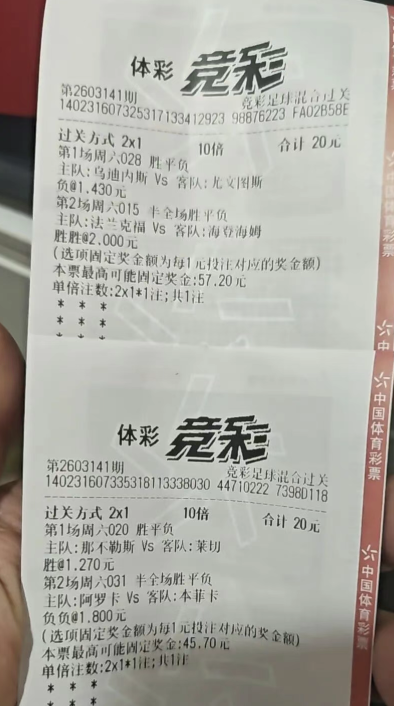 体彩 竞彩
第2603141期 竞彩足球混合过关
140231607325317133412923 98876223 FA02B58E
过关方式 2x1 10倍 合计 20元
第1场周六028 胜平负
主队:乌迪内斯 Vs 客队:尤文图斯
负@1.430元
第2场周六015 半全场胜平负
主队:法兰克福 Vs 客队:海登海姆
胜胜@2.000元
(选项固定奖金额为每1元投注对应的奖金额)
本票最高可能固定奖金:57.20元
单倍注数:2x1*1注;共1注
* * *
* * *
* * *
体彩 竞彩
第2603141期 竞彩足球混合过关
140231607335318113338030 44710222 7398D118
过关方式 2x1 10倍 合计 20元
第1场周六020 胜平负
主队:那不勒斯 Vs 客队:莱切
胜@1.270元
第2场周六031 半全场胜平负
主队:阿罗卡 Vs 客队:本菲卡
负负@1.800元
(选项固定奖金额为每1元投注对应的奖金额)
本票最高可能固定奖金:45.70元
单倍注数:2x1*1注;共1注
* * *
* * *
中国体育彩票
中国体育彩票
中国体育彩票